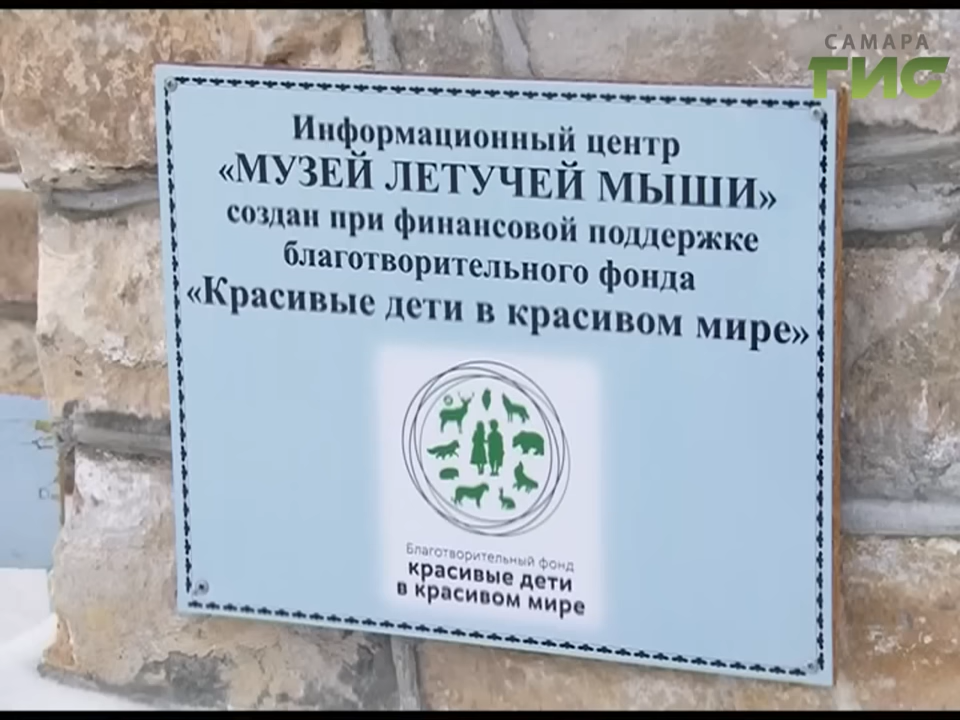 САМАРА
ГИС
Информационный центр
«МУЗЕЙ ЛЕТУЧЕЙ МЫШИ»
создан при финансовой поддержке
благотворительного фонда
«Красивые дети в красивом мире»
Благотворительный фонд
красивые дети
в красивом мире